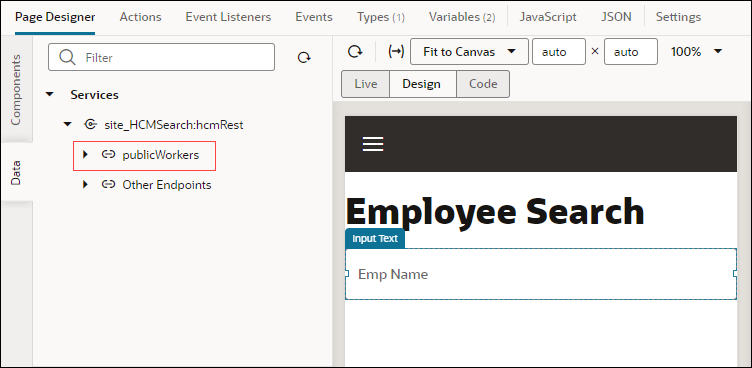 Page Designer Actions Event Listeners Events Types (1) Variables (2) JavaScript JSON Settings
Components
Data
Filter
Services
site_HCMSearch:hcmRest
publicWorkers
Other Endpoints
Fit to Canvas auto × auto 100%
Live Design Code
Employee Search
Input Text
Emp Name